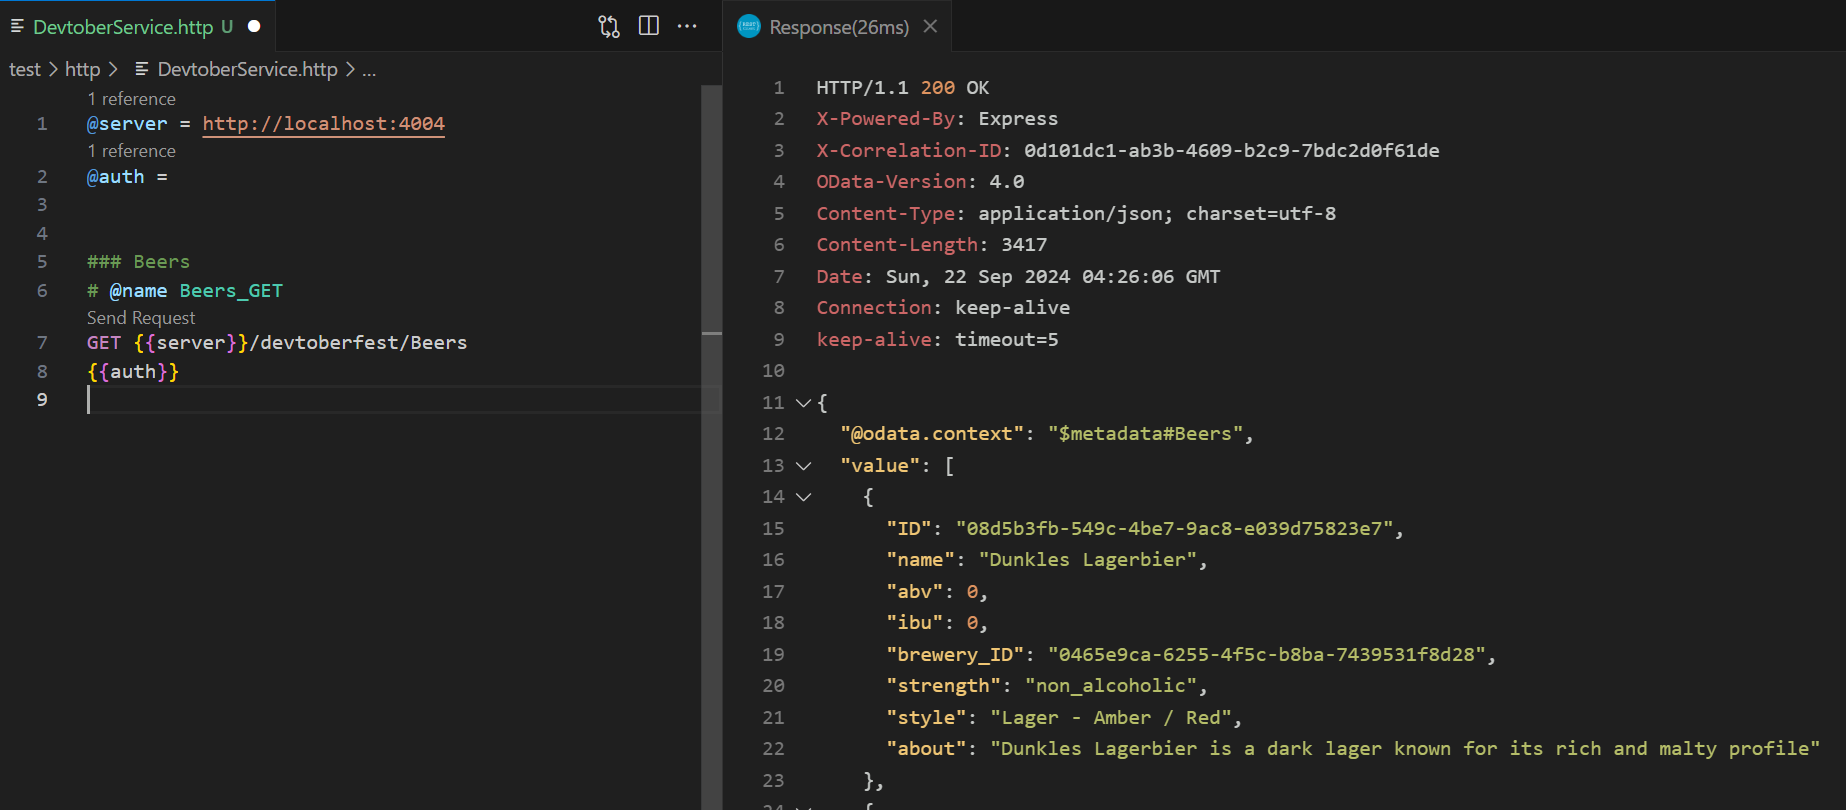 DevtoberService.http U
test > http > DevtoberService.http > ...
1 reference
1 @server = http://localhost:4004
1 reference
2 @auth =
3
4
5 ### Beers
6 # @name Beers_GET
Send Request
7 GET {{server}}/devtoberfest/Beers
8 {{auth}}
9
Response(26ms)
1 HTTP/1.1 200 OK
2 X-Powered-By: Express
3 X-Correlation-ID: 0d101dc1-ab3b-4609-b2c9-7bdc2d0f61de
4 OData-Version: 4.0
5 Content-Type: application/json; charset=utf-8
6 Content-Length: 3417
7 Date: Sun, 22 Sep 2024 04:26:06 GMT
8 Connection: keep-alive
9 keep-alive: timeout=5
10
11 {
12 "@odata.context": "$metadata#Beers",
13 "value": [
14 {
15 "ID": "08d5b3fb-549c-4be7-9ac8-e039d75823e7",
16 "name": "Dunkles Lagerbier",
17 "abv": 0,
18 "ibu": 0,
19 "brewery_ID": "0465e9ca-6255-4f5c-b8ba-7439531f8d28",
20 "strength": "non_alcoholic",
21 "style": "Lager - Amber / Red",
22 "about": "Dunkles Lagerbier is a dark lager known for its rich and malty profile"
23 },
24 {